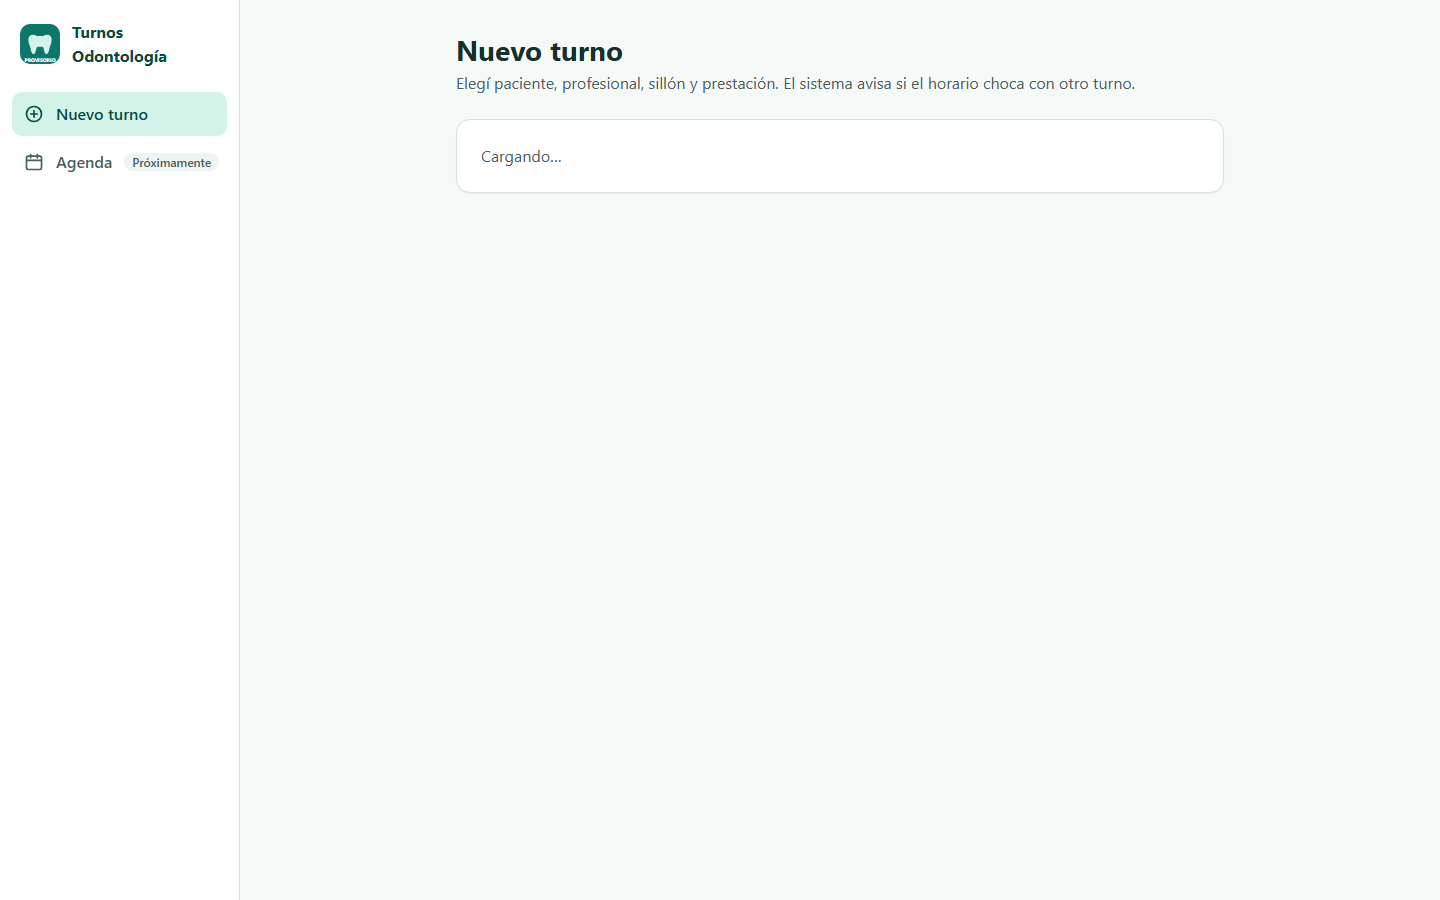 PROVISORIO
Turnos
Odontología
Nuevo turno
Agenda Próximamente
Nuevo turno
Elegí paciente, profesional, sillón y prestación. El sistema avisa si el horario choca con otro turno.
Cargando...